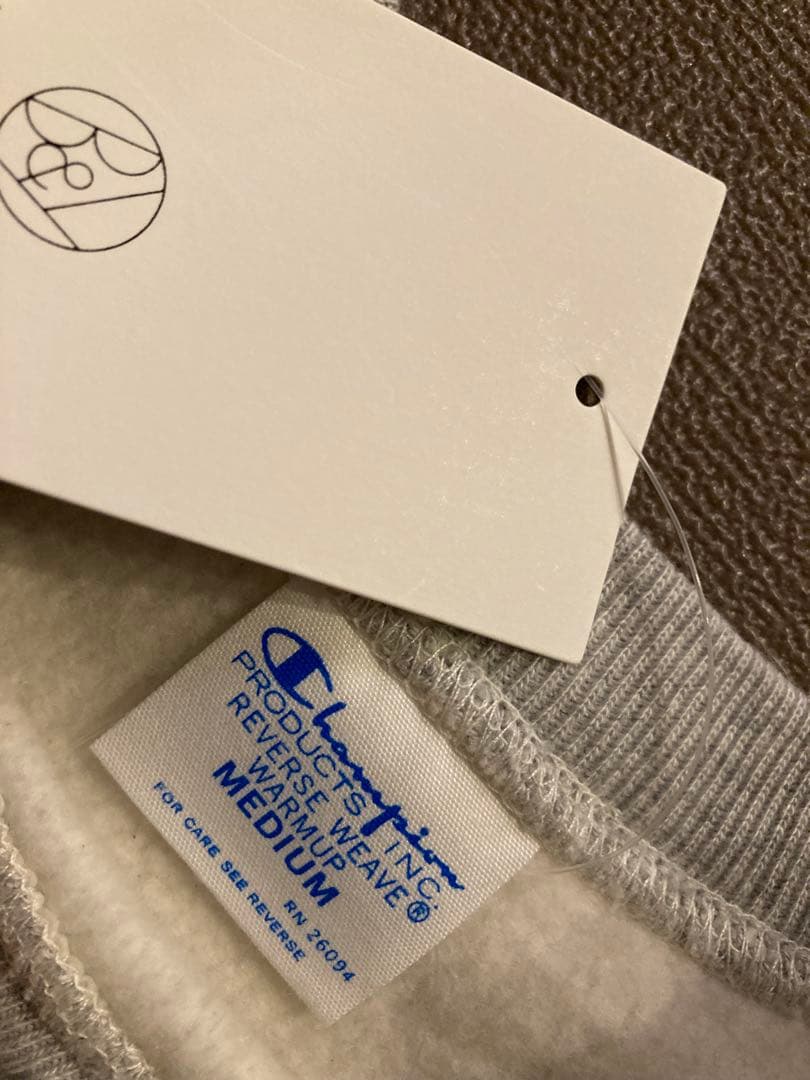 B&Y
Champion
PRODUCTS INC.
REVERSE WEAVE®
WARMUP
MEDIUM
RN 26094
FOR CARE SEE REVERSE